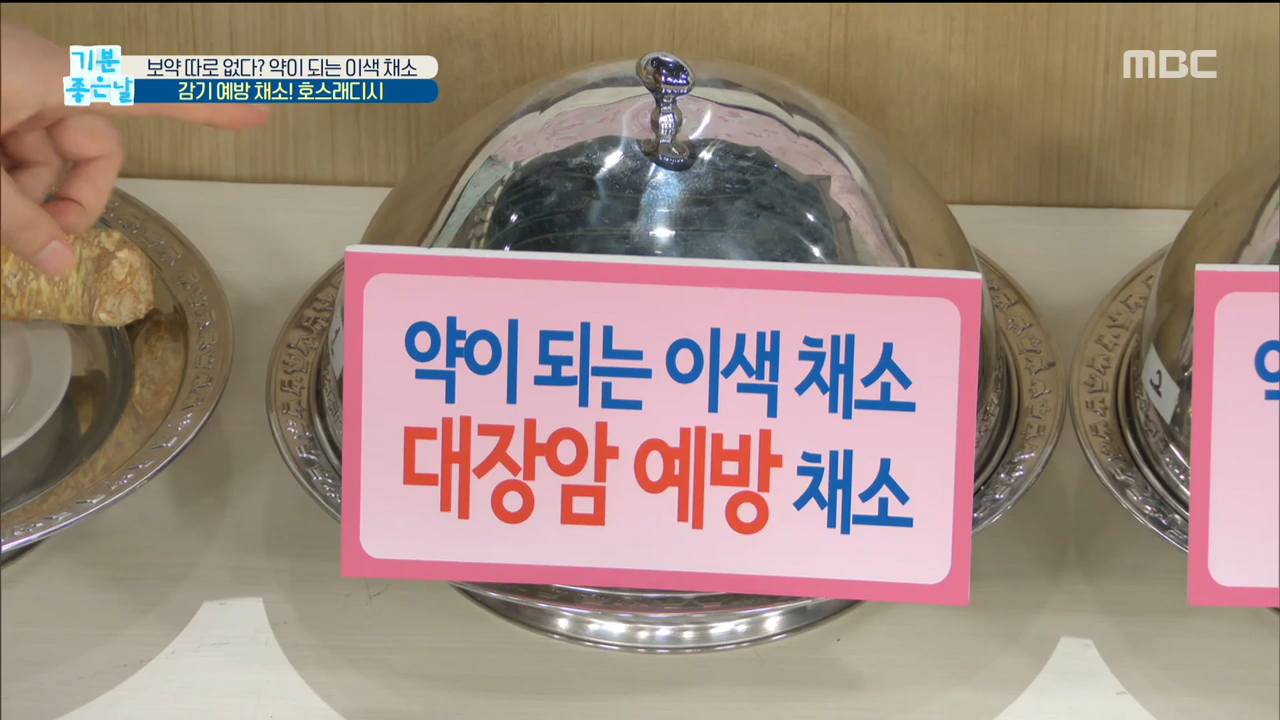 기분
좋은날
보약 따로 없다? 약이 되는 이색 채소
감기 예방 채소! 호스래디시
MBC
약이 되는 이색 채소
대장암 예방 채소
2